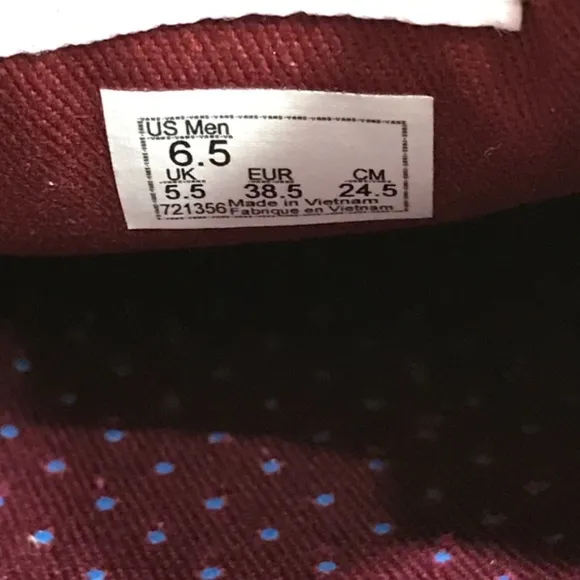 US Men
6.5
UK EUR CM
5.5 38.5 24.5
721356 Made in Vietnam
Fabrique en Vietnam